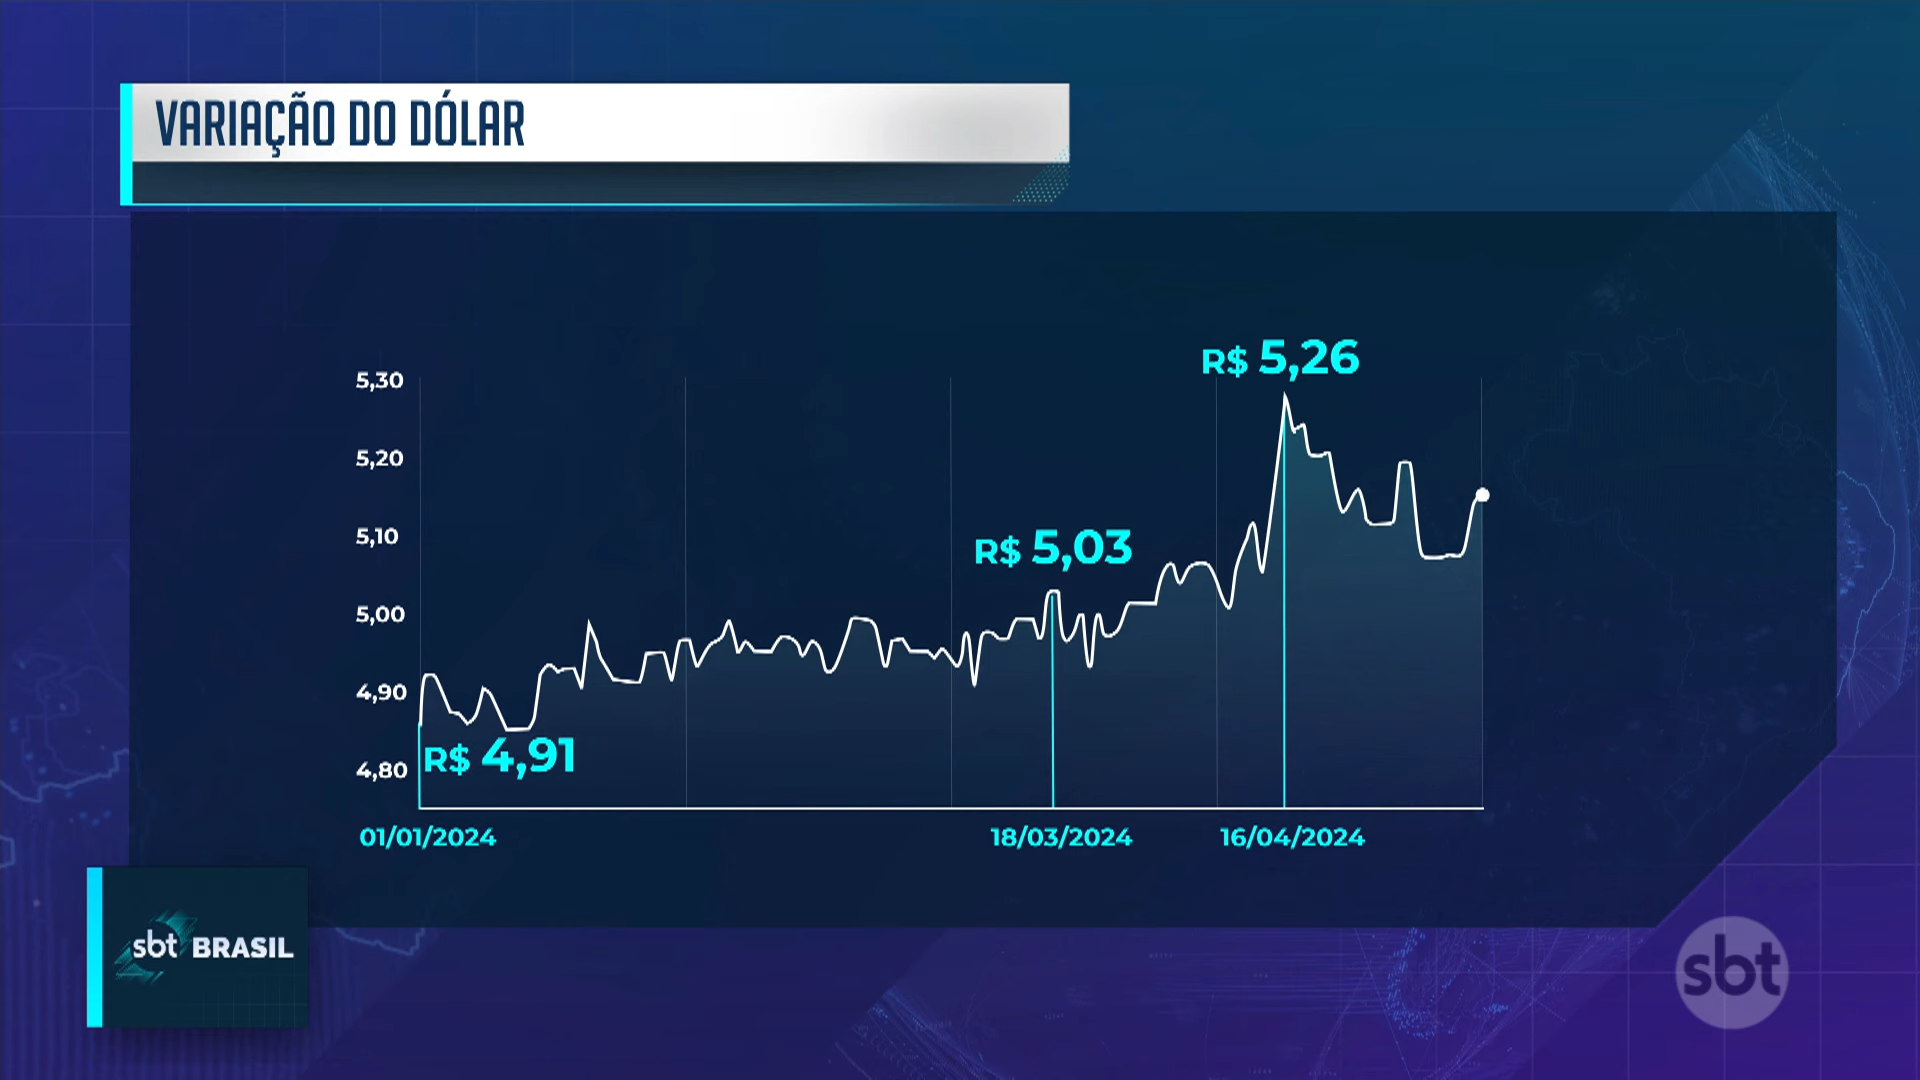 VARIAÇÃO DO DÓLAR
R$ 5,26
5,30
5,20
R$ 5,03
5,10
5,00
4,90
R$ 4,91
4,80
01/01/2024
18/03/2024
16/04/2024
sbt BRASIL
sbt